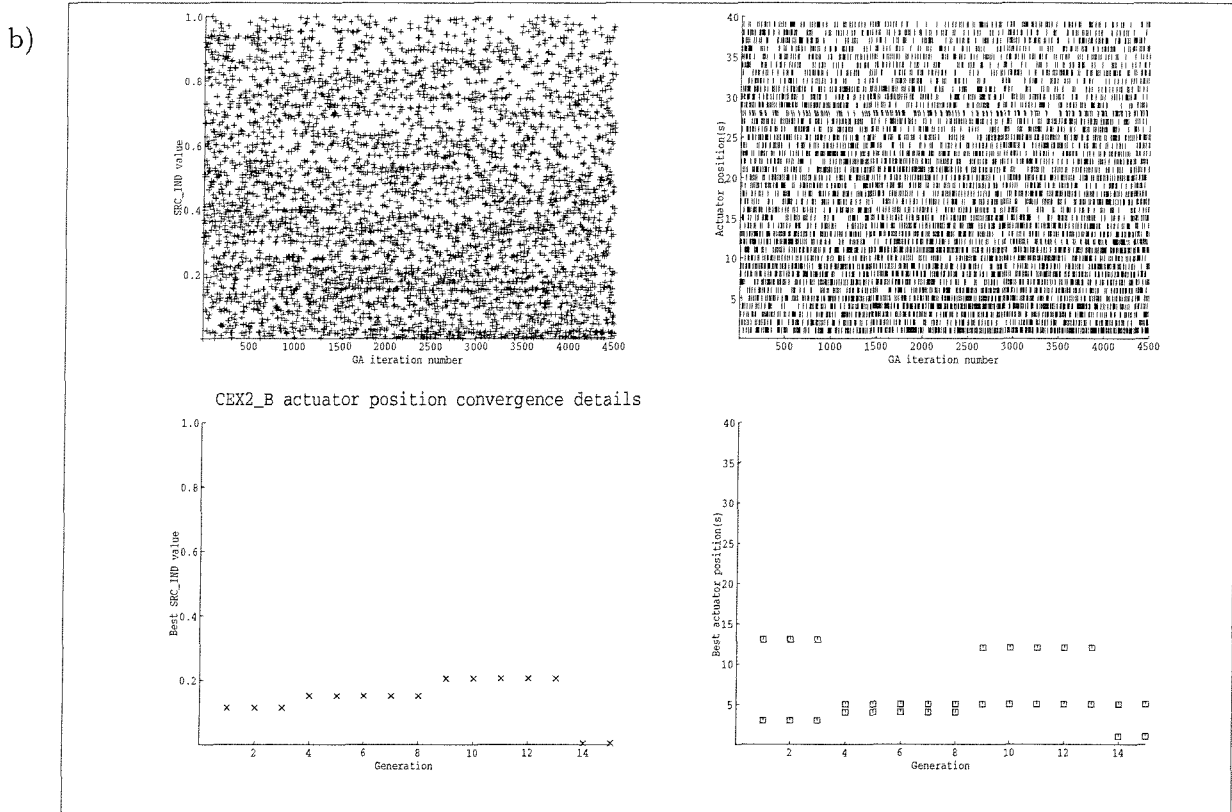 b)
1.0
0.8
0.6
0.4
0.2
SRC_IND value
500 1000 1500 2000 2500 3000 3500 4000 4500
GA iteration number
40
35
30
25
20
15
10
5
Actuator position(s)
500 1000 1500 2000 2500 3000 3500 4000 4500
GA iteration number
CEX2_B actuator position convergence details
1.0
0.8
0.6
0.4
0.2
Best SRC_IND value
2 4 6 8 10 12 14
Generation
40
35
30
25
20
15
10
5
Best actuator position(s)
2 4 6 8 10 12 14
Generation